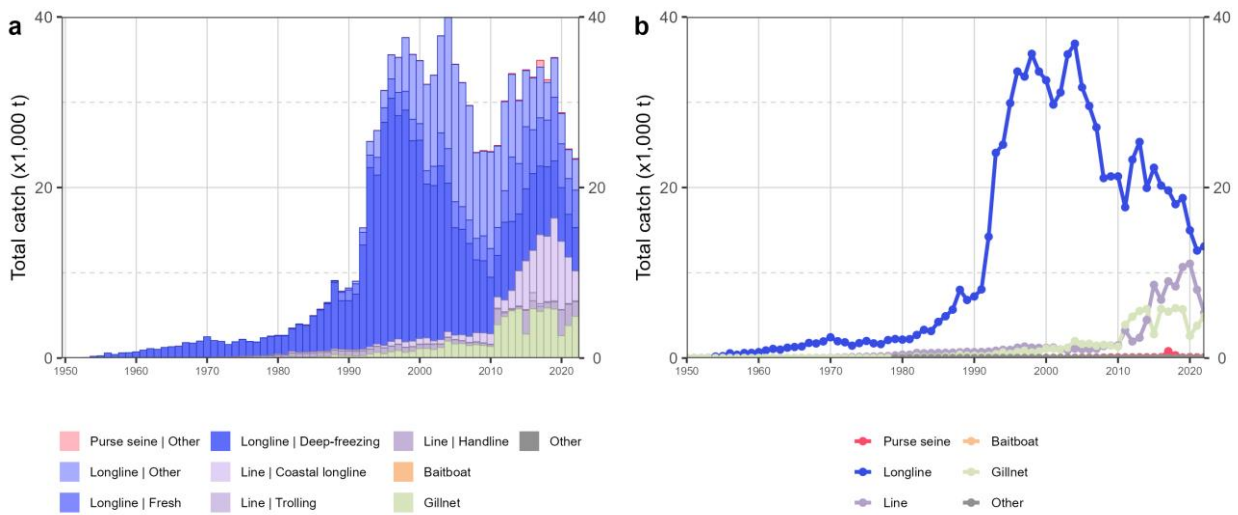 a
Total catch (x1,000 t)
40
20
0
40
20
0
1950 1960 1970 1980 1990 2000 2010 2020
Purse seine | Other
Longline | Deep-freezing
Line | Handline
Other
Longline | Other
Line | Coastal longline
Baitboat
Longline | Fresh
Line | Trolling
Gillnet
b
Total catch (x1,000 t)
40
20
0
40
20
0
1950 1960 1970 1980 1990 2000 2010 2020
Purse seine
Baitboat
Longline
Gillnet
Line
Other